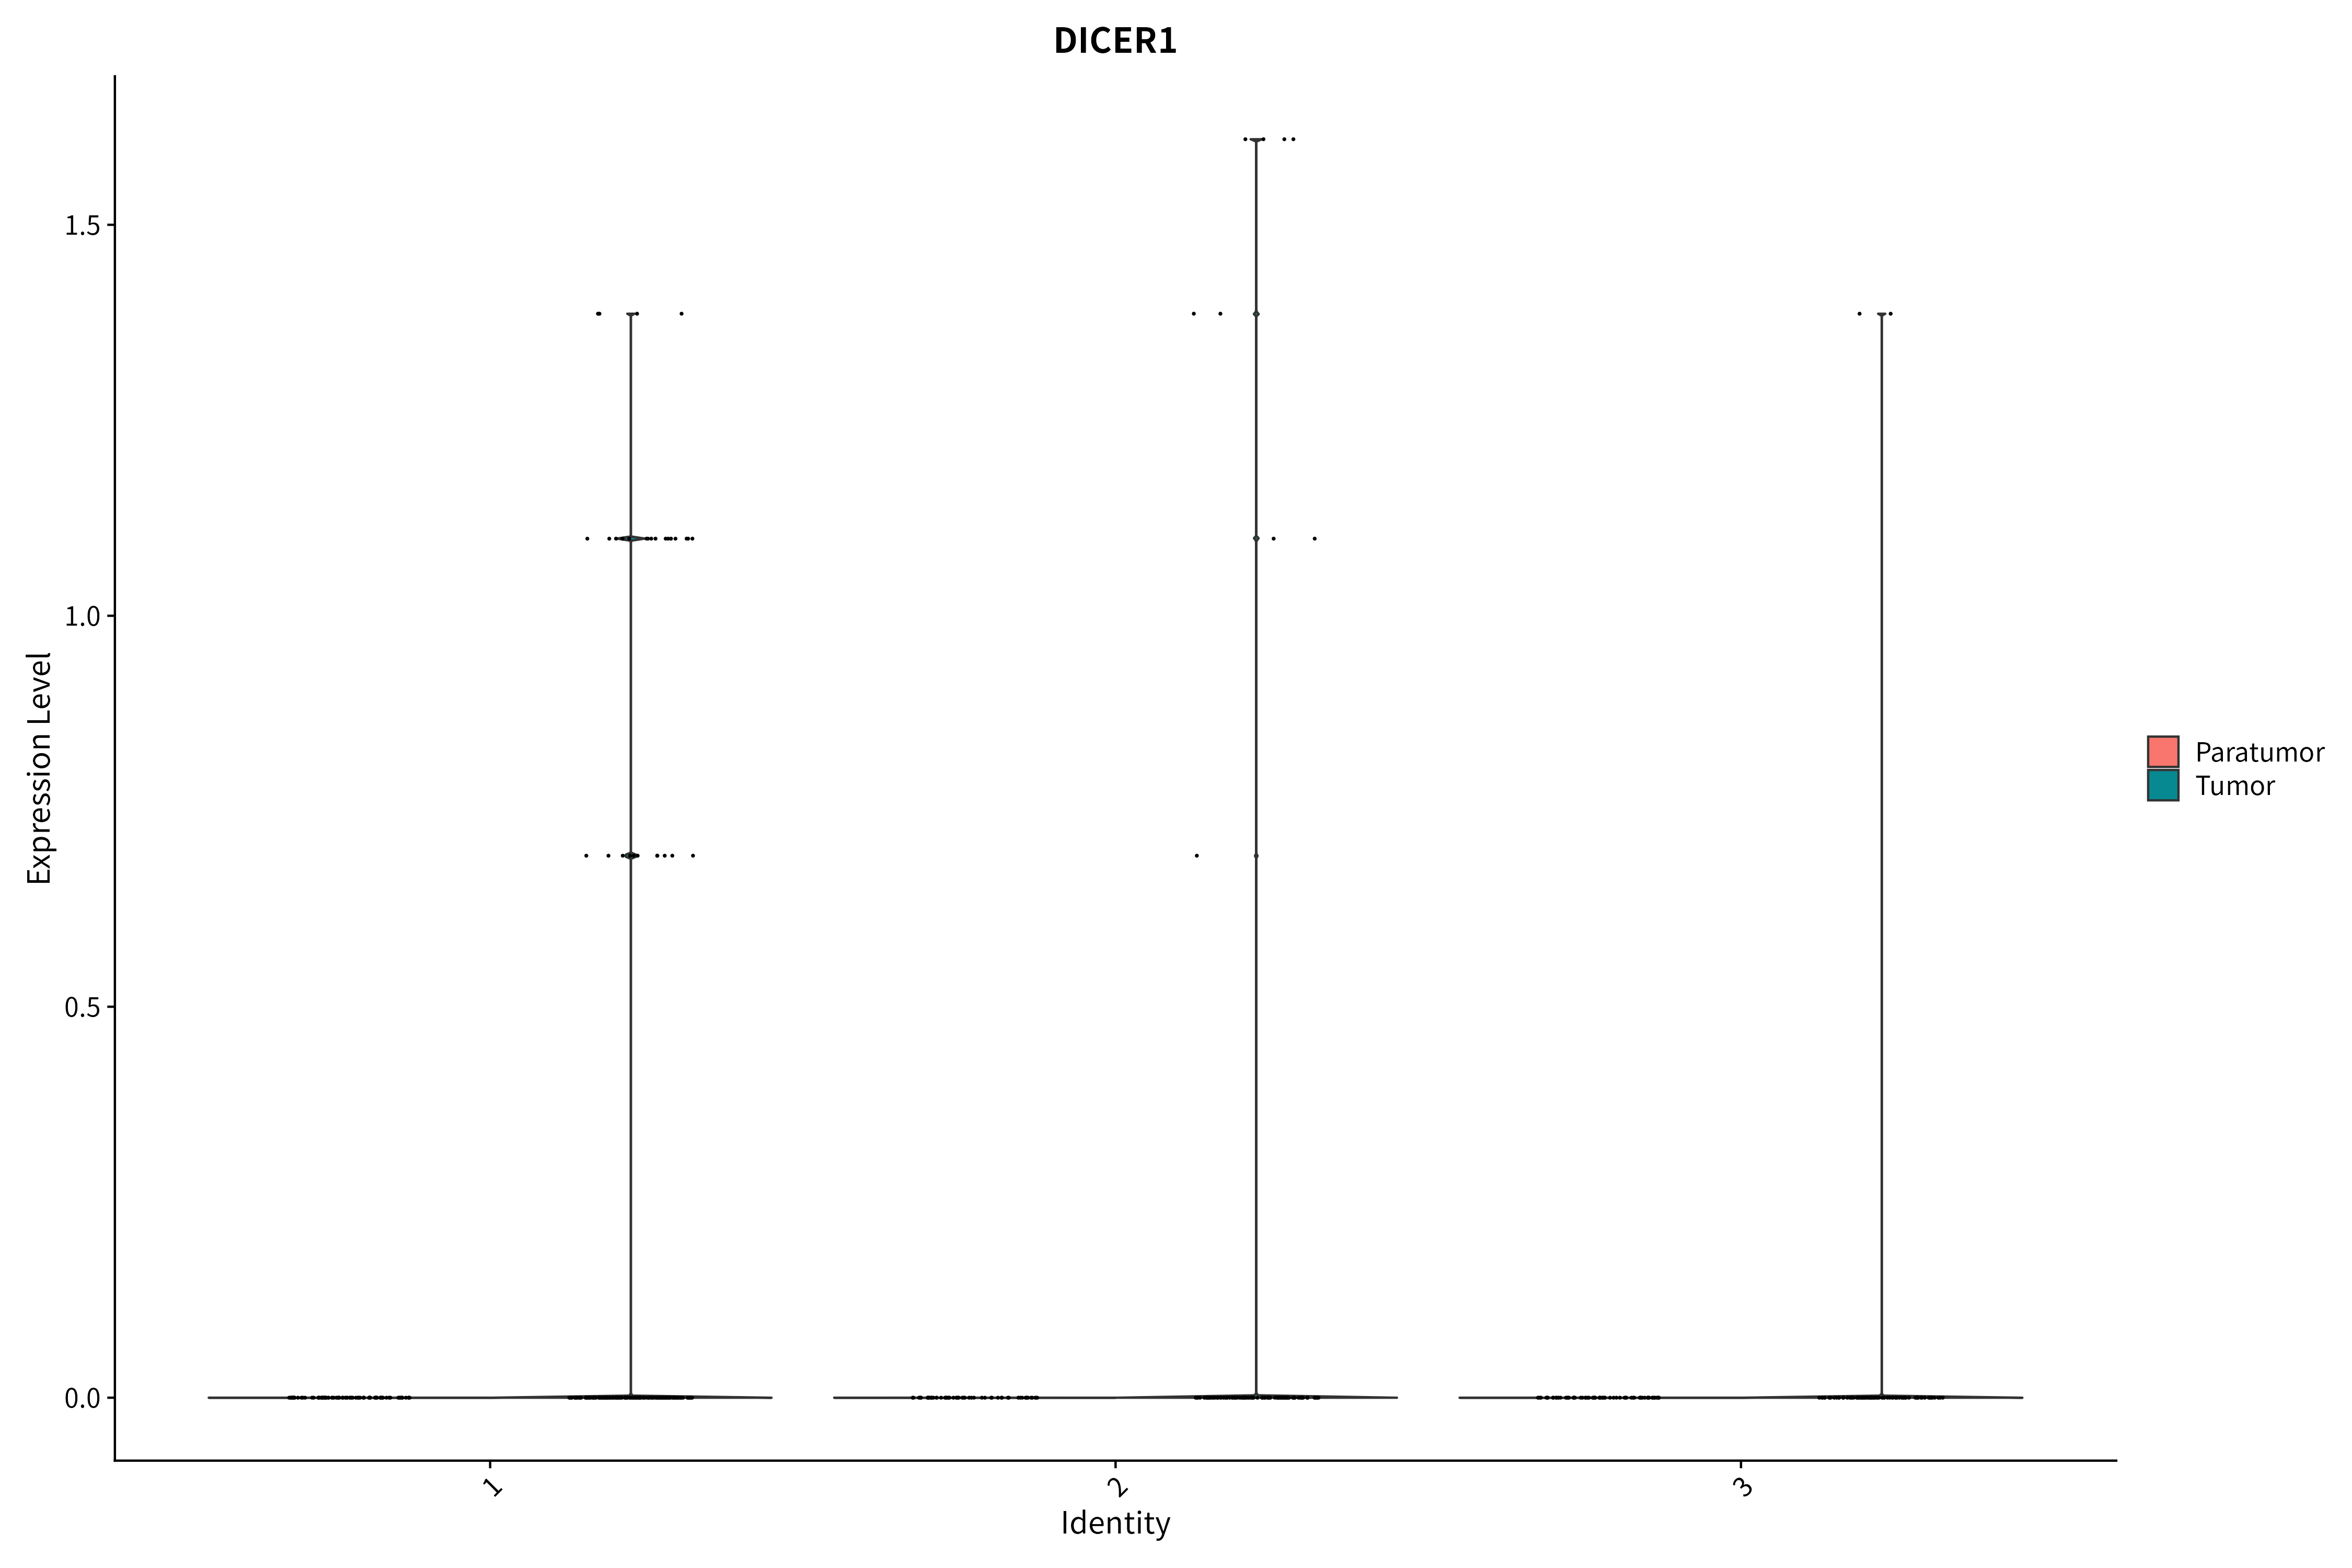 DICER1
Expression Level
1.5
1.0
0.5
0.0
1
2
3
Identity
Paratumor
Tumor